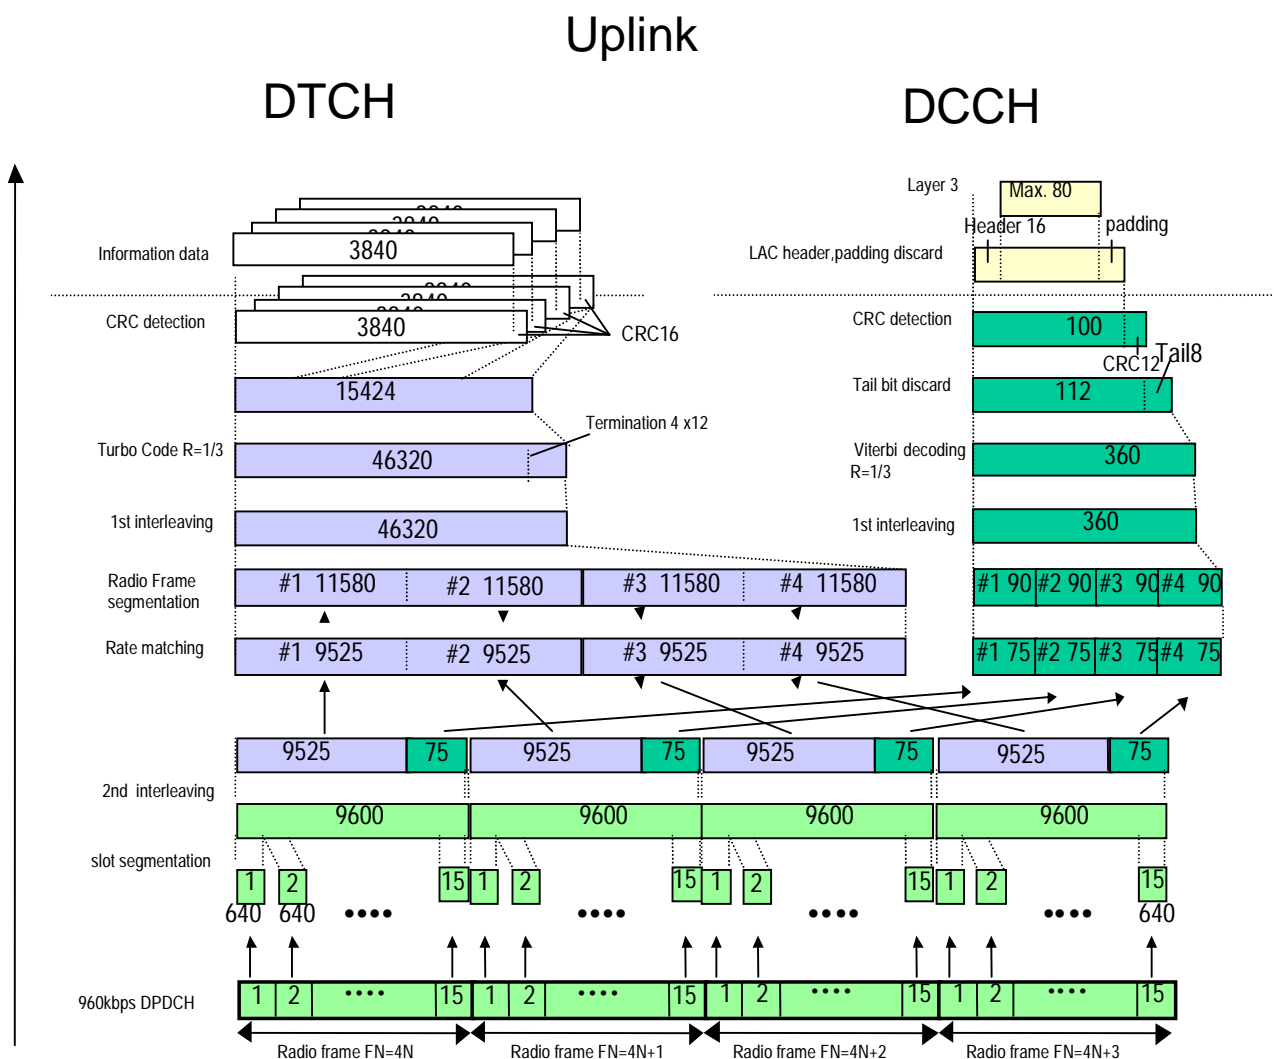 Uplink
DTCH
DCCH
Layer 3
Max. 80
Header 16
padding
3840
3840
3840
Information data
3840
LAC header,padding discard
3840
3840
3840
CRC detection
3840
CRC16
CRC detection
100
CRC12
Tail8
15424
Tail bit discard
112
Termination 4 x12
Turbo Code R=1/3
46320
Viterbi decoding
R=1/3
360
1st interleaving
46320
1st interleaving
360
Radio Frame
segmentation
#1 11580
#2 11580
#3 11580
#4 11580
#1 90
#2 90
#3 90
#4 90
Rate matching
#1 9525
#2 9525
#3 9525
#4 9525
#1 75
#2 75
#3 75
#4 75
9525
75
9525
75
9525
75
9525
75
2nd interleaving
9600
9600
9600
9600
slot segmentation
1
2
15
1
2
15
1
2
15
1
2
15
640
640
••••
••••
••••
••••
640
960kbps DPDCH
1
2
••••
15
1
2
••••
15
1
2
••••
15
1
2
••••
15
Radio frame FN=4N
Radio frame FN=4N+1
Radio frame FN=4N+2
Radio frame FN=4N+3